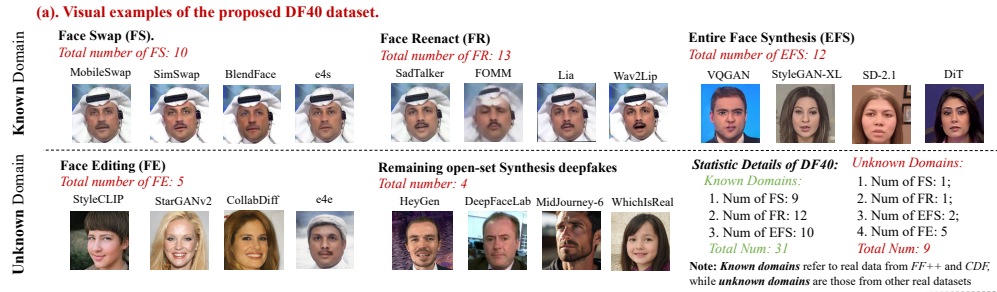 (a). Visual examples of the proposed DF40 dataset.
Known Domain
Face Swap (FS).
Total number of FS: 10
MobileSwap SimSwap BlendFace e4s
Face Reenact (FR)
Total number of FR: 13
SadTalker FOMM Lia Wav2Lip
Entire Face Synthesis (EFS)
Total number of EFS: 12
VQGAN StyleGAN-XL SD-2.1 DiT
Unknown Domain
Face Editing (FE)
Total number of FE: 5
StyleCLIP StarGANv2 CollabDiff e4e
Remaining open-set Synthesis deepfakes
Total number: 4
HeyGen DeepFaceLab MidJourney-6 WhichIsReal
Statistic Details of DF40:
Known Domains:
1. Num of FS: 9
2. Num of FR: 12
3. Num of EFS: 10
Total Num: 31
Unknown Domains:
1. Num of FS: 1;
2. Num of FR: 1;
3. Num of EFS: 2;
4. Num of FE: 5
Total Num: 9
Note: Known domains refer to real data from FF++ and CDF,
while unknown domains are those from other real datasets